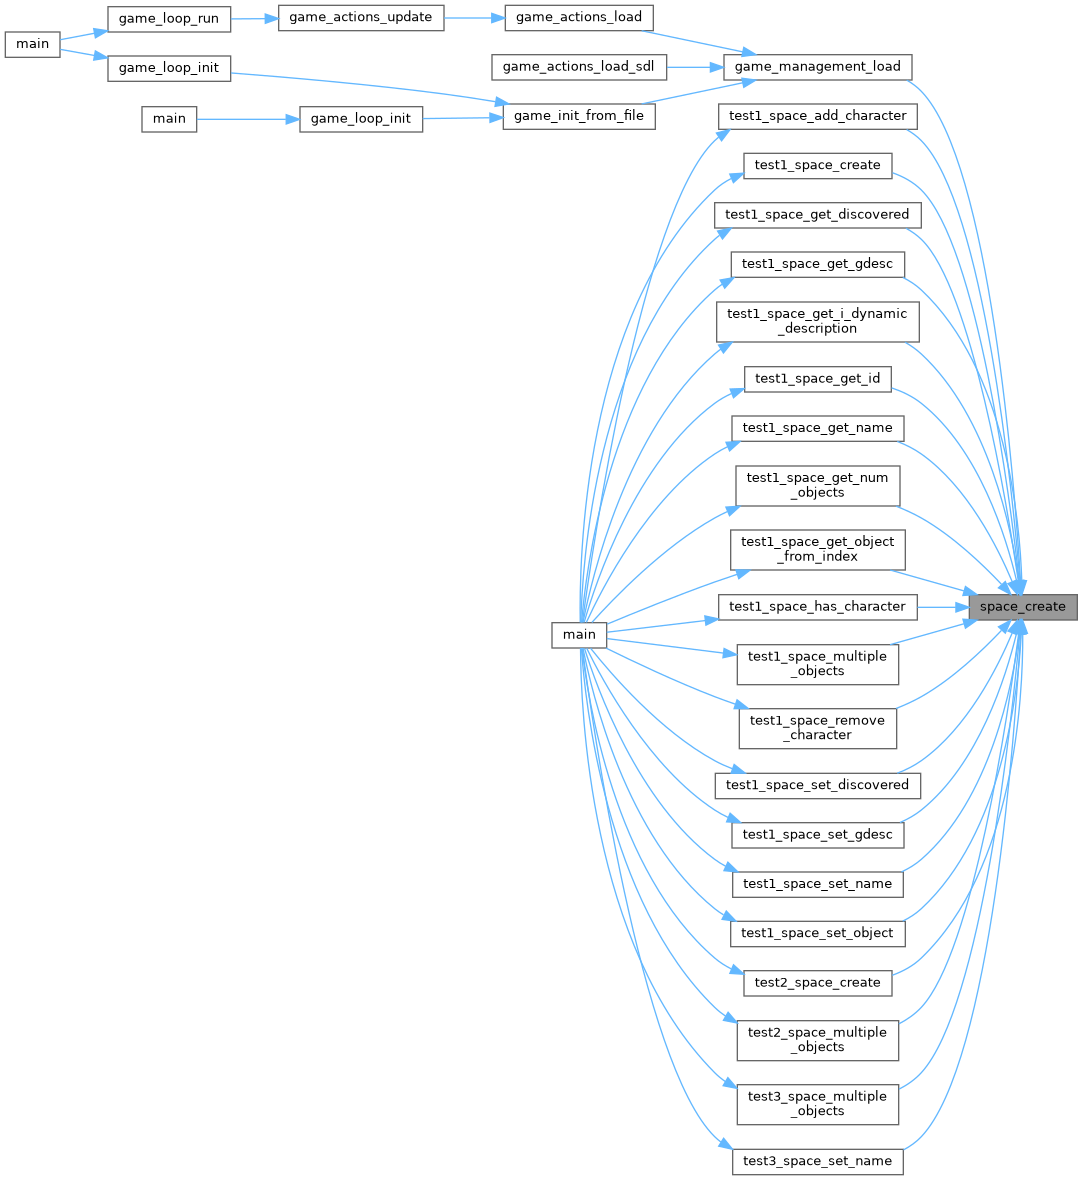 game_loop_run
game_actions_update
game_actions_load
main
game_loop_init
game_actions_load_sdl
game_management_load
main
game_loop_init
game_init_from_file
test1_space_add_character
test1_space_create
test1_space_get_discovered
test1_space_get_gdesc
test1_space_get_i_dynamic
_description
test1_space_get_id
test1_space_get_name
test1_space_get_num
_objects
test1_space_get_object
_from_index
test1_space_has_character
space_create
main
test1_space_multiple
_objects
test1_space_remove
_character
test1_space_set_discovered
test1_space_set_gdesc
test1_space_set_name
test1_space_set_object
test2_space_create
test2_space_multiple
_objects
test3_space_multiple
_objects
test3_space_set_name